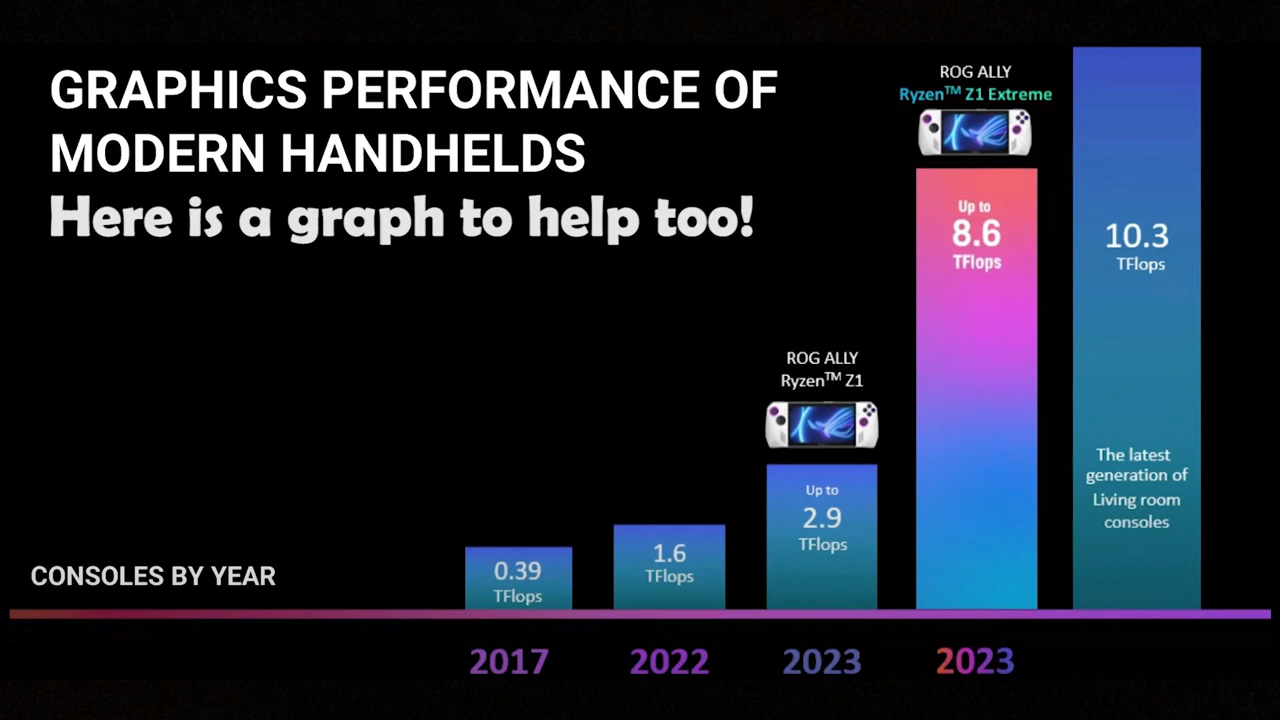 GRAPHICS PERFORMANCE OF
MODERN HANDHELDS
Here is a graph to help too!
CONSOLES BY YEAR
0.39
TFlops
2017
1.6
TFlops
2022
ROG ALLY
Ryzen™ Z1
Up to
2.9
TFlops
2023
ROG ALLY
Ryzen™ Z1 Extreme
Up to
8.6
TFlops
2023
10.3
TFlops
The latest
generation of
Living room
consoles